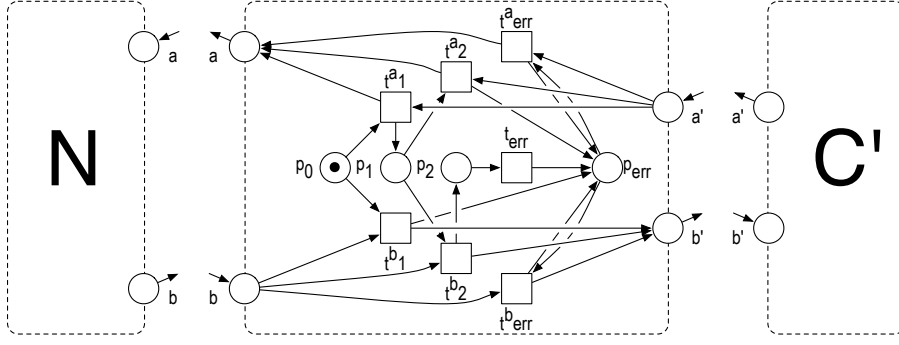 t^a_err
a a t^a_2
t^a_1 a' a'
t_err
N p_0 p_1 p_2 p_err C'
b' b'
t^b_1
b b t^b_2
t^b_err